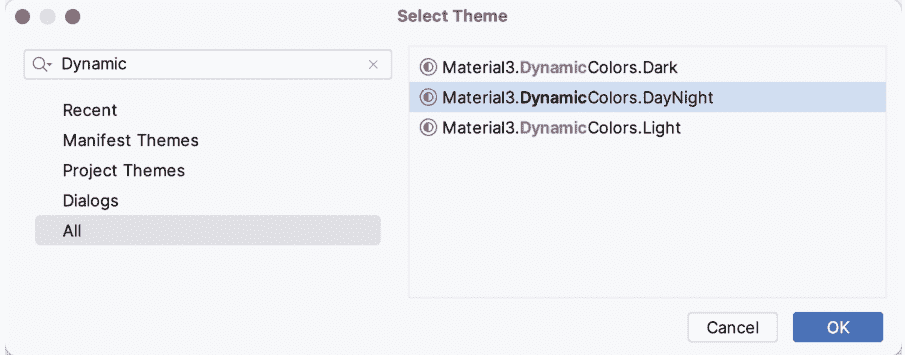 Select Theme
Dynamic
Recent
Manifest Themes
Project Themes
Dialogs
All
Material3.DynamicColors.Dark
Material3.DynamicColors.DayNight
Material3.DynamicColors.Light
Cancel
OK